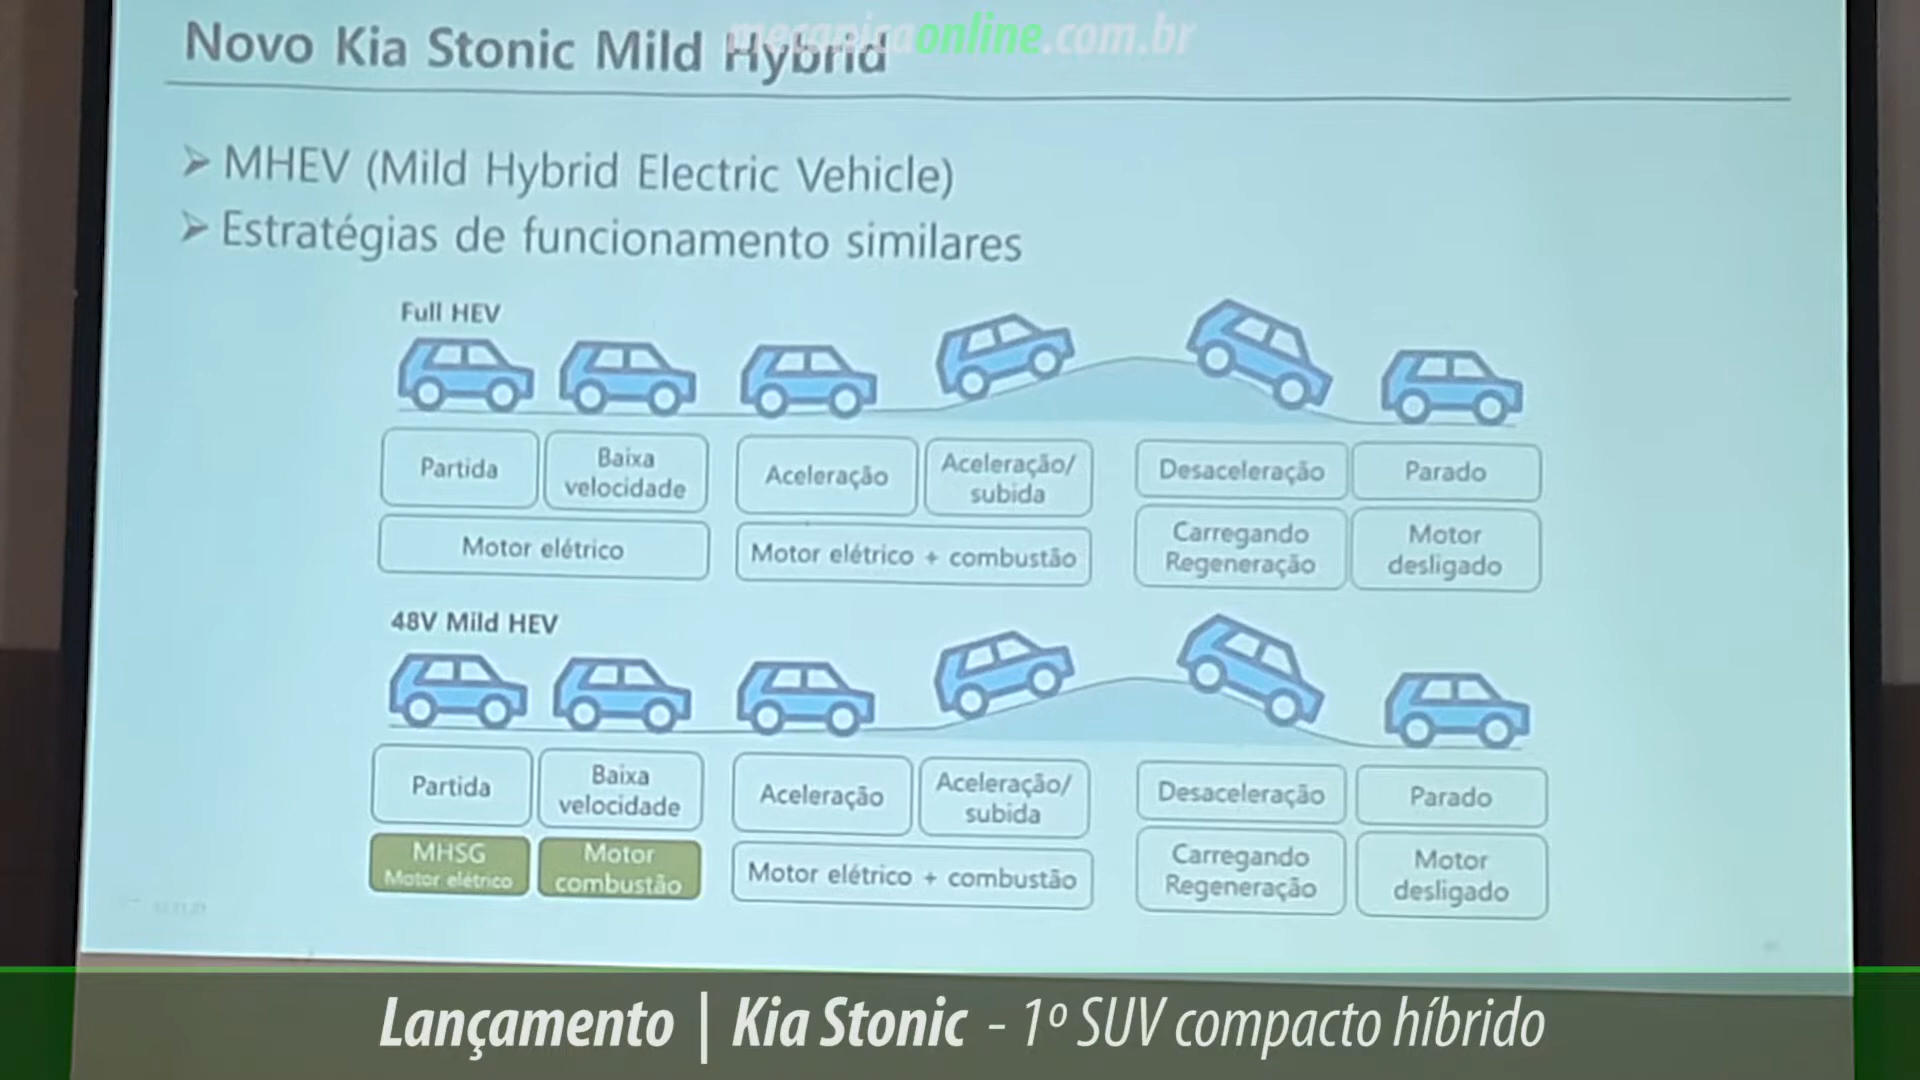 mecanicaonline.com.br
Novo Kia Stonic Mild Hybrid
MHEV (Mild Hybrid Electric Vehicle)
Estratégias de funcionamento similares
Full HEV
Partida
Baixa
velocidade
Aceleração
Aceleração/
subida
Desaceleração
Parado
Motor elétrico
Motor elétrico + combustão
Carregando
Regeneração
Motor
desligado
48V Mild HEV
Partida
Baixa
velocidade
Aceleração
Aceleração/
subida
Desaceleração
Parado
MHSG
Motor elétrico
Motor
combustão
Motor elétrico + combustão
Carregando
Regeneração
Motor
desligado
Lançamento | Kia Stonic - 1º SUV compacto híbrido